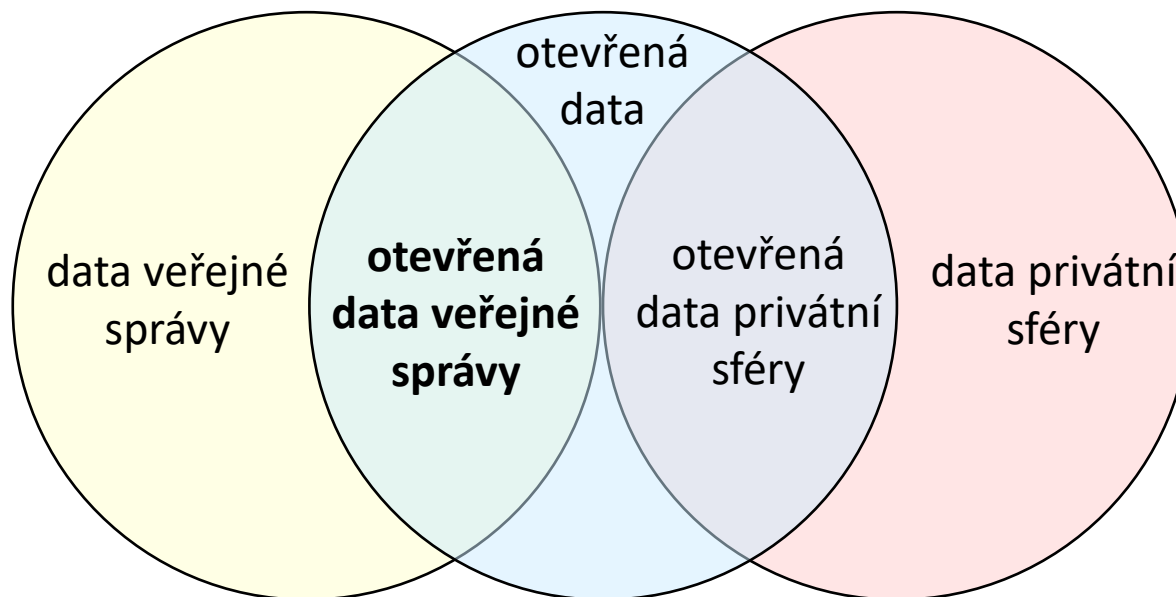 otevřená
data
data veřejné
správy
otevřená
data veřejné
správy
otevřená
data privátní
sféry
data privátní
sféry